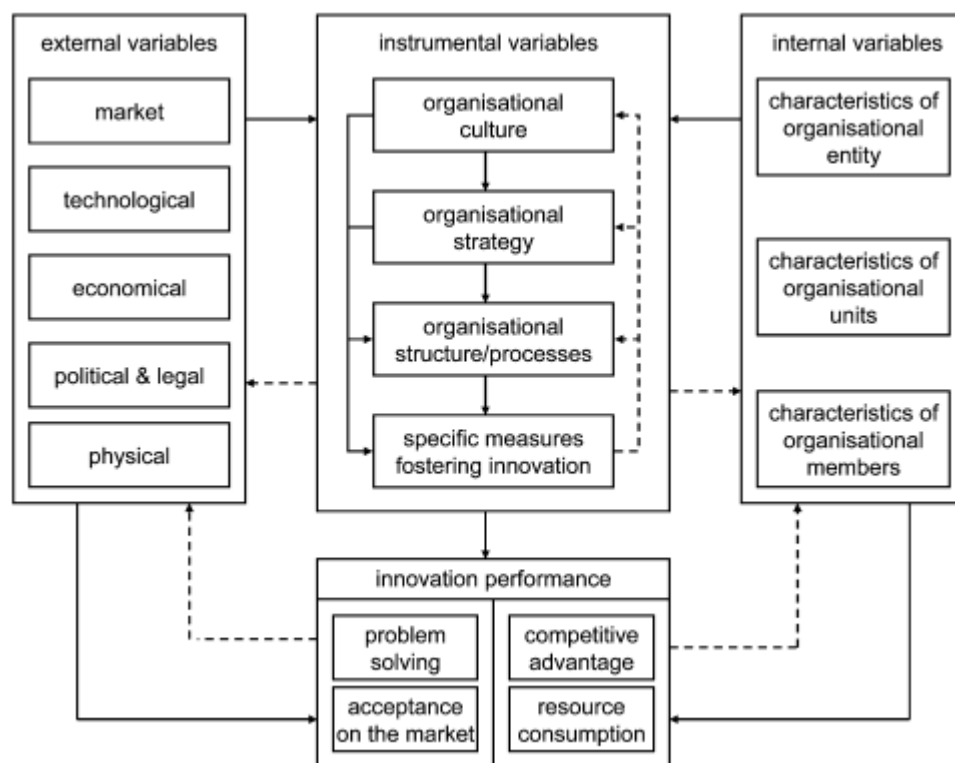 external variables
market
technological
economical
political & legal
physical
instrumental variables
organisational
culture
organisational
strategy
organisational
structure/processes
specific measures
fostering innovation
internal variables
characteristics of
organisational
entity
characteristics of
organisational
units
characteristics of
organisational
members
innovation performance
problem
solving
acceptance
on the market
competitive
advantage
resource
consumption